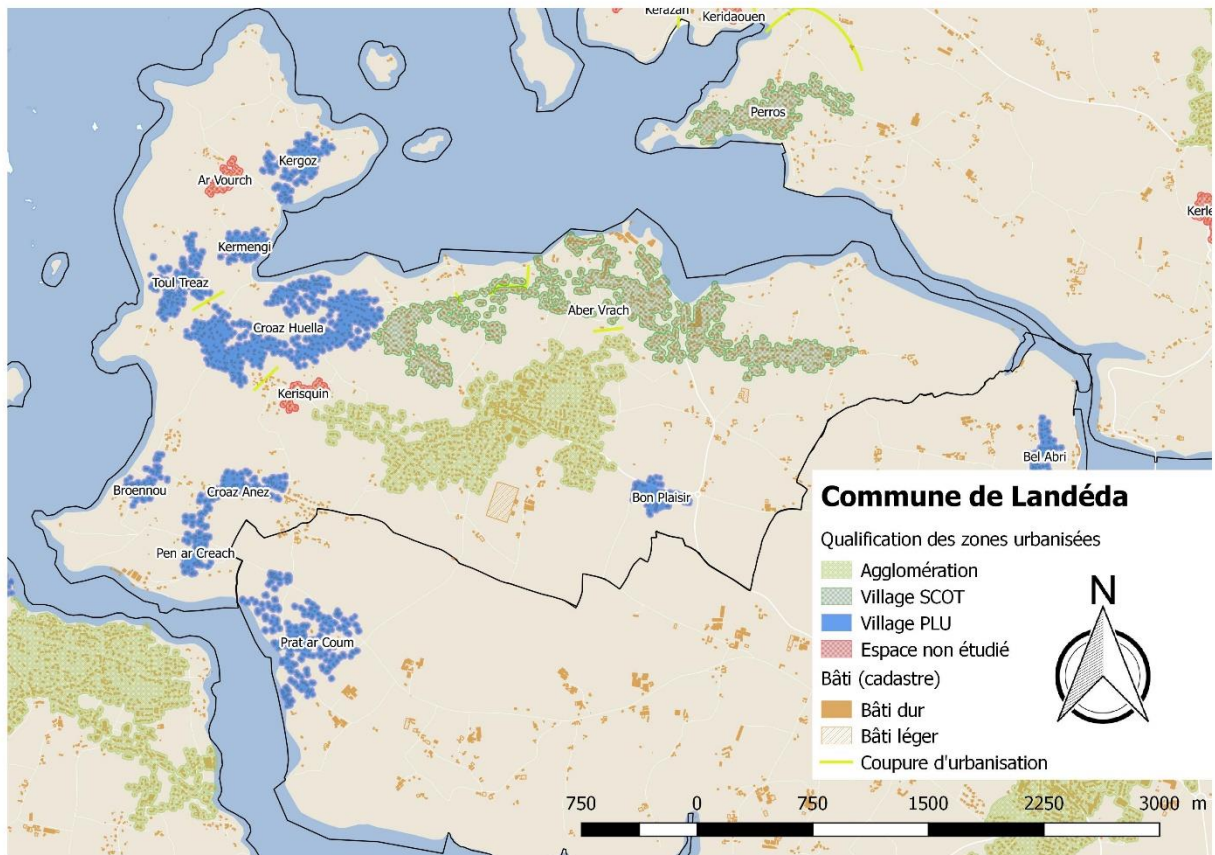 Kerazan
Keridaouen
Perros
Kergoz
Ar Vourch
Kermengi
Toul Treaz
Croaz Huella
Aber Vrach
Kerisquin
Broennou
Croaz Anez
Bon Plaisir
Bel Abri
Pen ar Creach
Prat ar Coum
Commune de Landéda
Qualification des zones urbanisées
Agglomération
Village SCOT
Village PLU
Espace non étudié
Bâti (cadastre)
Bâti dur
Bâti léger
Coupure d'urbanisation
N
750 0 750 1500 2250 3000 m